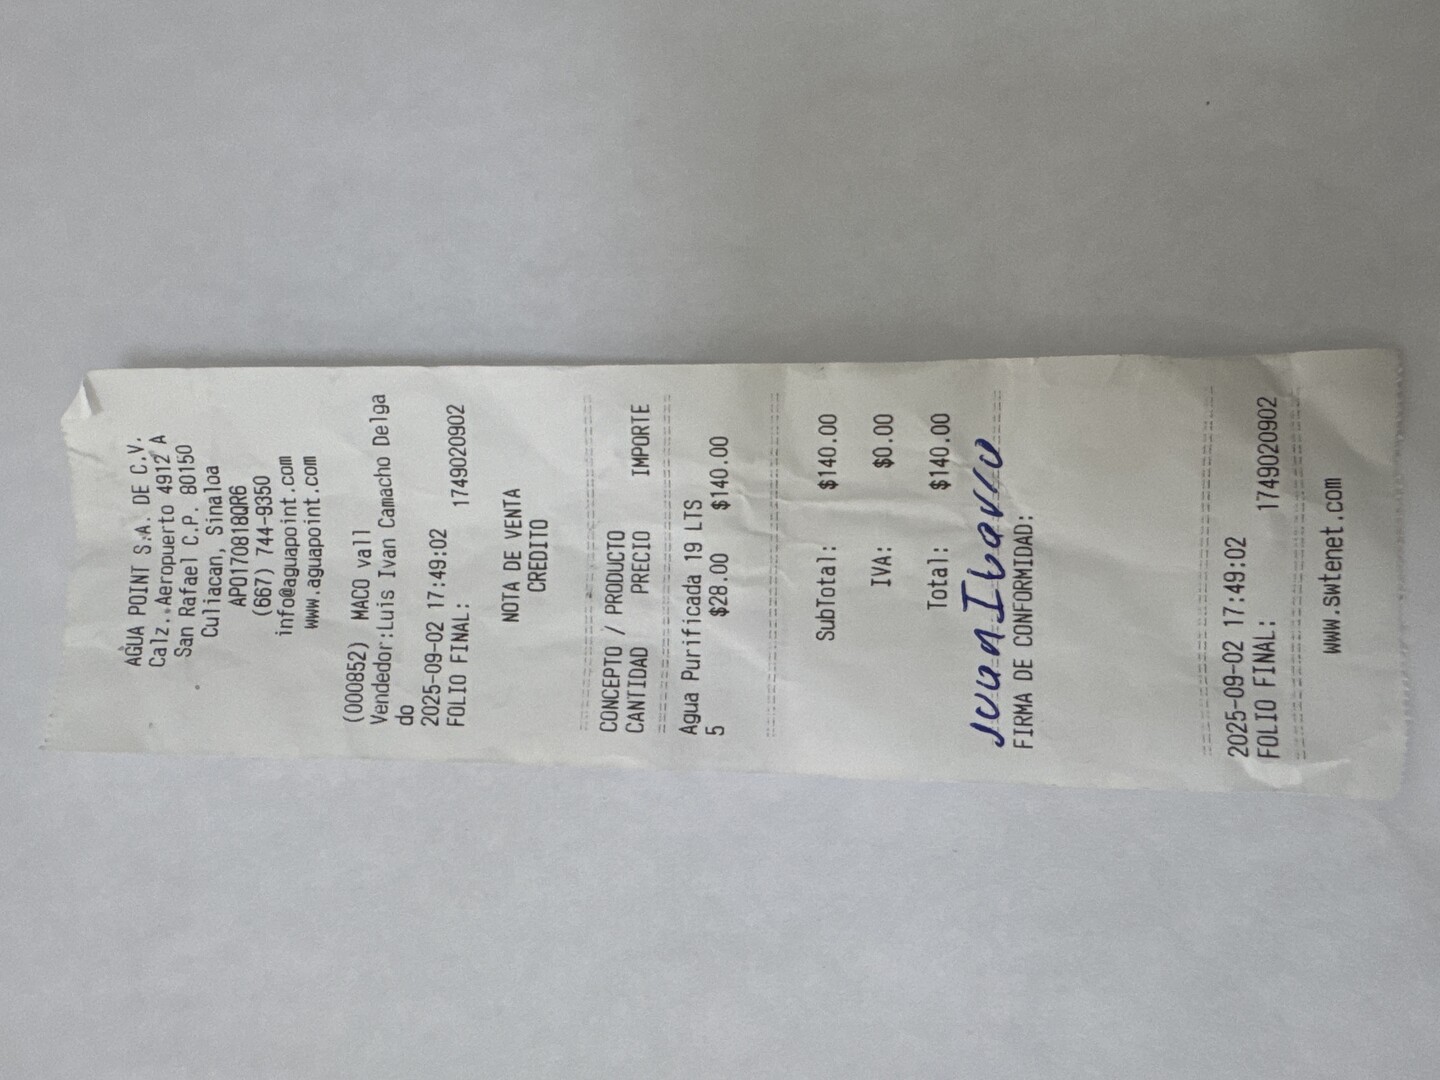 AGUA POINT S.A. DE C.V.
Calz. Aeropuerto 4912 A
San Rafael C.P. 80150
Culiacan, Sinaloa
APO170818QR6
(667) 744-9350
info@aguapoint.com
www.aguapoint.com
(000852) MACO vall
Vendedor:Luis Ivan Camacho Delga
do
2025-09-02 17:49:02
FOLIO FINAL: 1749020902
NOTA DE VENTA
CREDITO
CONCEPTO / PRODUCTO
CANTIDAD PRECIO IMPORTE
Agua Purificada 19 LTS
5 $28.00 $140.00
SubTotal: $140.00
IVA: $0.00
Total: $140.00
Juan Ibarra
FIRMA DE CONFORMIDAD:
2025-09-02 17:49:02
FOLIO FINAL: 1749020902
www.swtenet.com